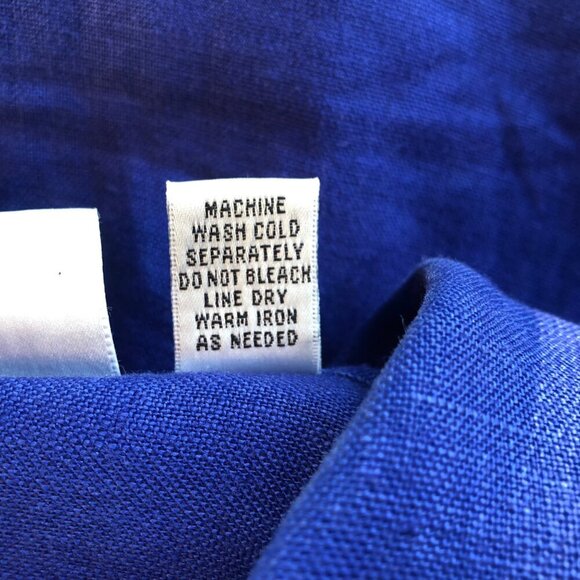 MACHINE
WASH COLD
SEPARATELY
DO NOT BLEACH
LINE DRY
WARM IRON
AS NEEDED